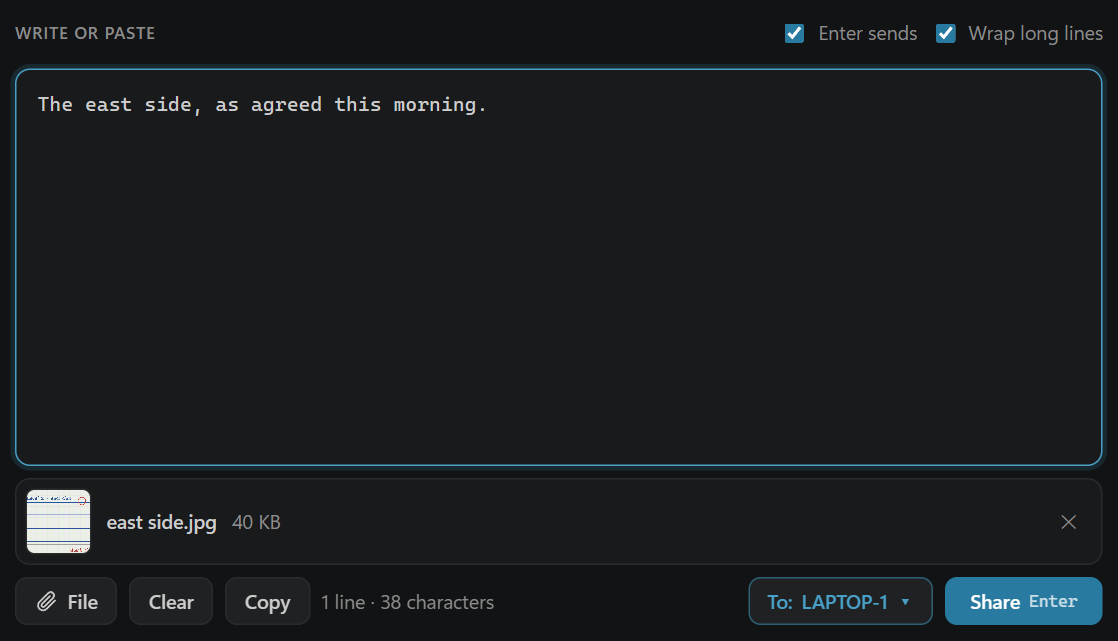 WRITE OR PASTE
Enter sends
Wrap long lines
The east side, as agreed this morning.
east side.jpg 40 KB
File
Clear
Copy
1 line · 38 characters
To: LAPTOP-1
Share Enter